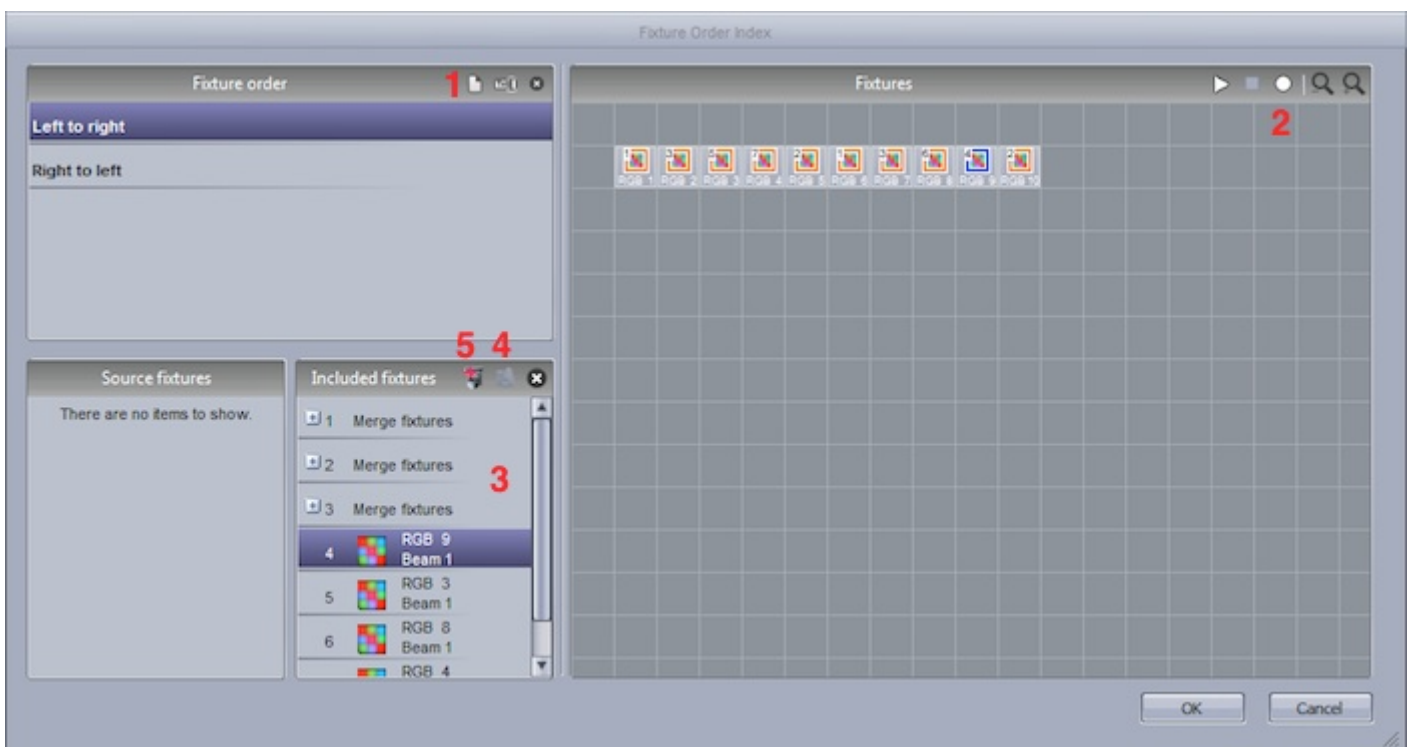 Fixture Order Index
Fixture order
1
Left to right
Right to left
Fixtures
2
RGB 1 RGB 2 RGB 3 RGB 4 RGB 5 RGB 6 RGB 7 RGB 8 RGB 9 RGB 10
5 4
Source fixtures
There are no items to show.
Included fixtures
1 Merge fixtures
2 Merge fixtures
3
3 Merge fixtures
4 RGB 9
Beam 1
5 RGB 3
Beam 1
6 RGB 8
Beam 1
RGB 4
OK
Cancel